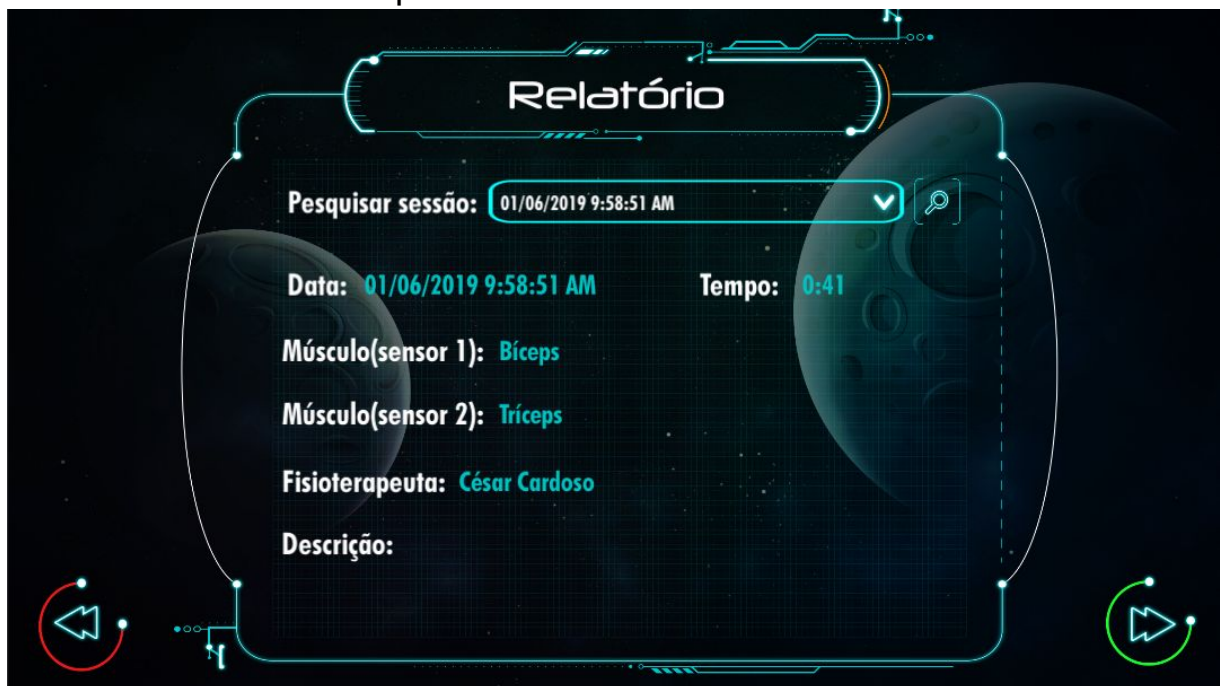 Relatório
Pesquisar sessão: 01/06/2019 9:58:51 AM
Data: 01/06/2019 9:58:51 AM Tempo: 0:41
Músculo(sensor 1): Bíceps
Músculo(sensor 2): Tríceps
Fisioterapeuta: César Cardoso
Descrição: